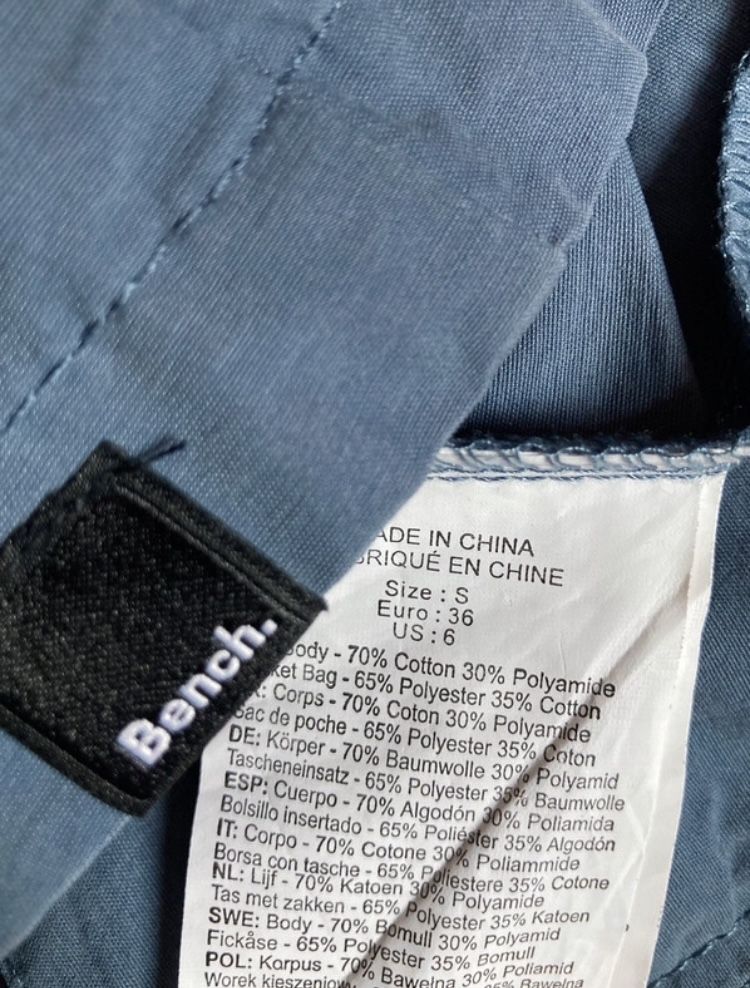 Bench.
ADE IN CHINA
BRIQUÉ EN CHINE
Size : S
Euro : 36
US : 6
Body - 70% Cotton 30% Polyamide
ket Bag - 65% Polyester 35% Cotton
: Corps - 70% Coton 30% Polyamide
Sac de poche - 65% Polyester 35% Coton
DE: Körper - 70% Baumwolle 30% Polyamid
Tascheneinsatz - 65% Polyester 35% Baumwolle
ESP: Cuerpo - 70% Algodón 30% Poliamida
Bolsillo insertado - 65% Poliéster 35% Algodón
IT: Corpo - 70% Cotone 30% Poliammide
Borsa con tasche - 65% Poliestere 35% Cotone
NL: Lijf - 70% Katoen 30% Polyamide
Tas met zakken - 65% Polyester 35% Katoen
SWE: Body - 70% Bomull 30% Polyamid
Fickåse - 65% Polyester 35% Bomull
POL: Korpus - 70% Bawełna 30% Poliamid
Worek 35% Bawełna